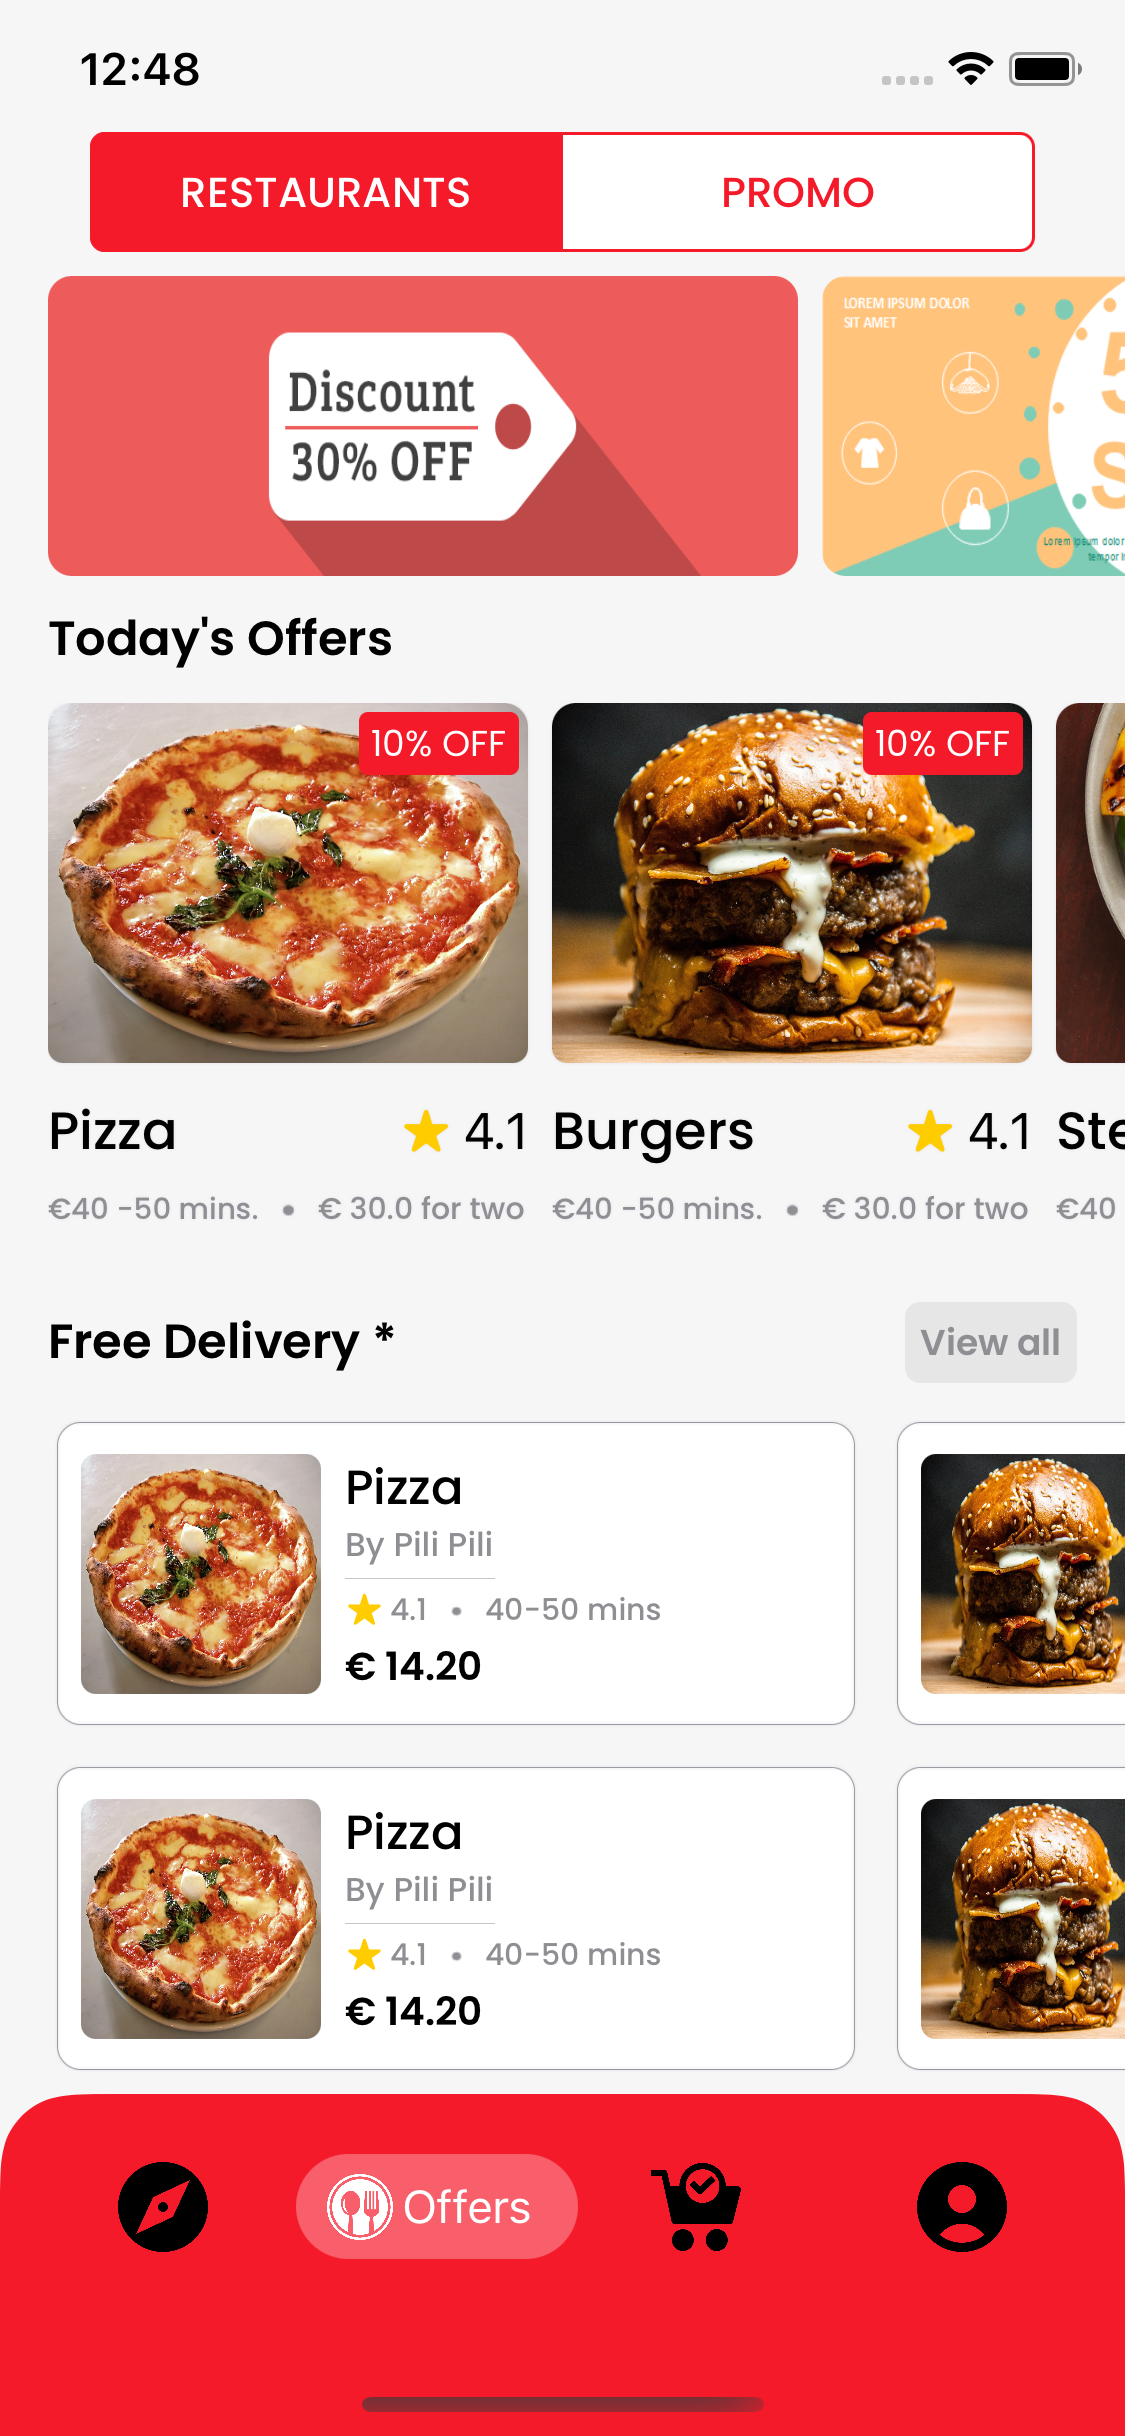 12:48
RESTAURANTS
PROMO
Discount
30% OFF
LOREM IPSUM DOLOR
SIT AMET
Lorem ipsum dolor
tempor
Today's Offers
10% OFF
10% OFF
Pizza
4.1
Burgers
4.1
Ste
€40 -50 mins.
€ 30.0 for two
€40 -50 mins.
€ 30.0 for two
€40
Free Delivery *
View all
Pizza
By Pili Pili
4.1
40-50 mins
€ 14.20
Pizza
By Pili Pili
4.1
40-50 mins
€ 14.20
Offers